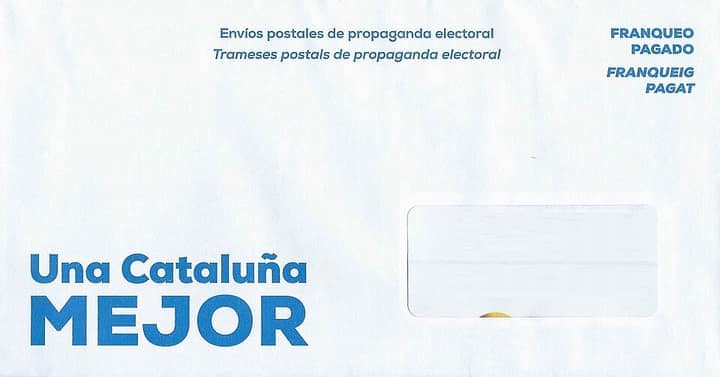 Envíos postales de propaganda electoral
Trameses postals de propaganda electoral
FRANQUEO
PAGADO
FRANQUEIG
PAGAT
Una Cataluña
MEJOR